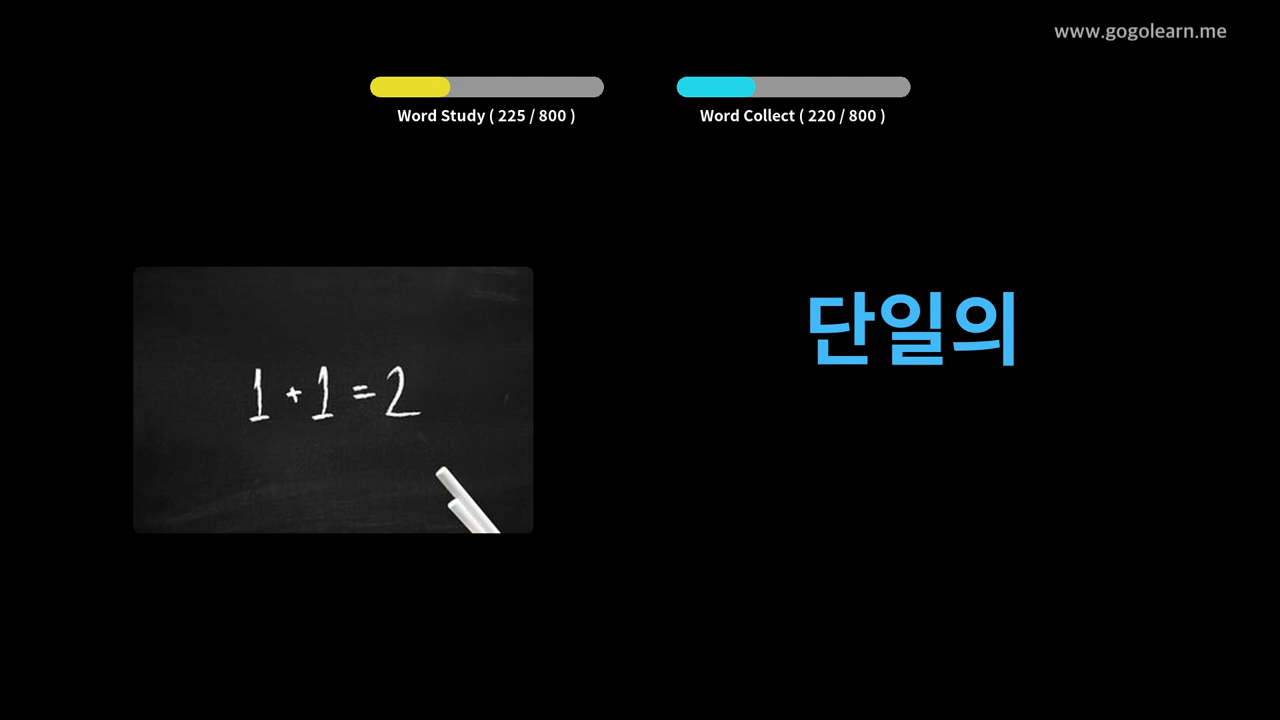 www.gogolearn.me
Word Study ( 225 / 800 )
Word Collect ( 220 / 800 )
1 + 1 = 2
단일의